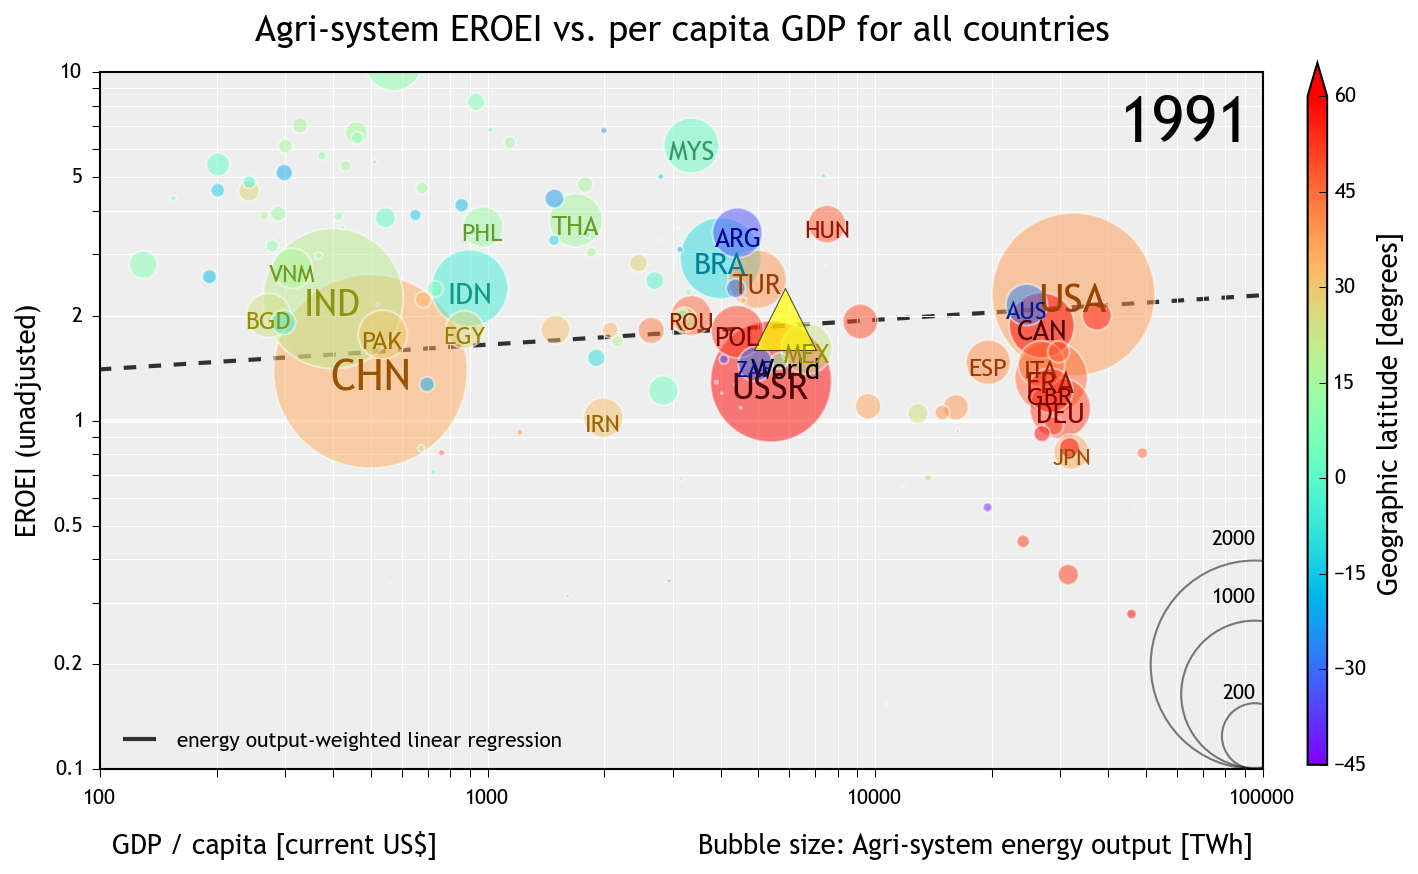 Agri-system EROEI vs. per capita GDP for all countries
1991
EROEI (unadjusted)
10
5
2
1
0.5
0.2
0.1
MYS
PHL
THA
ARG
HUN
BRA
VNM
IND
IDN
TUR
USA
BGD
PAK
EGY
ROU
POL
AUS
CAN
MEX
ZAF
World
CHN
USSR
ESP
ITA
FRA
GBR
DEU
IRN
JPN
2000
1000
200
energy output-weighted linear regression
100
1000
10000
100000
GDP / capita [current US$]
Bubble size: Agri-system energy output [TWh]
60
45
30
15
0
−15
−30
−45
Geographic latitude [degrees]